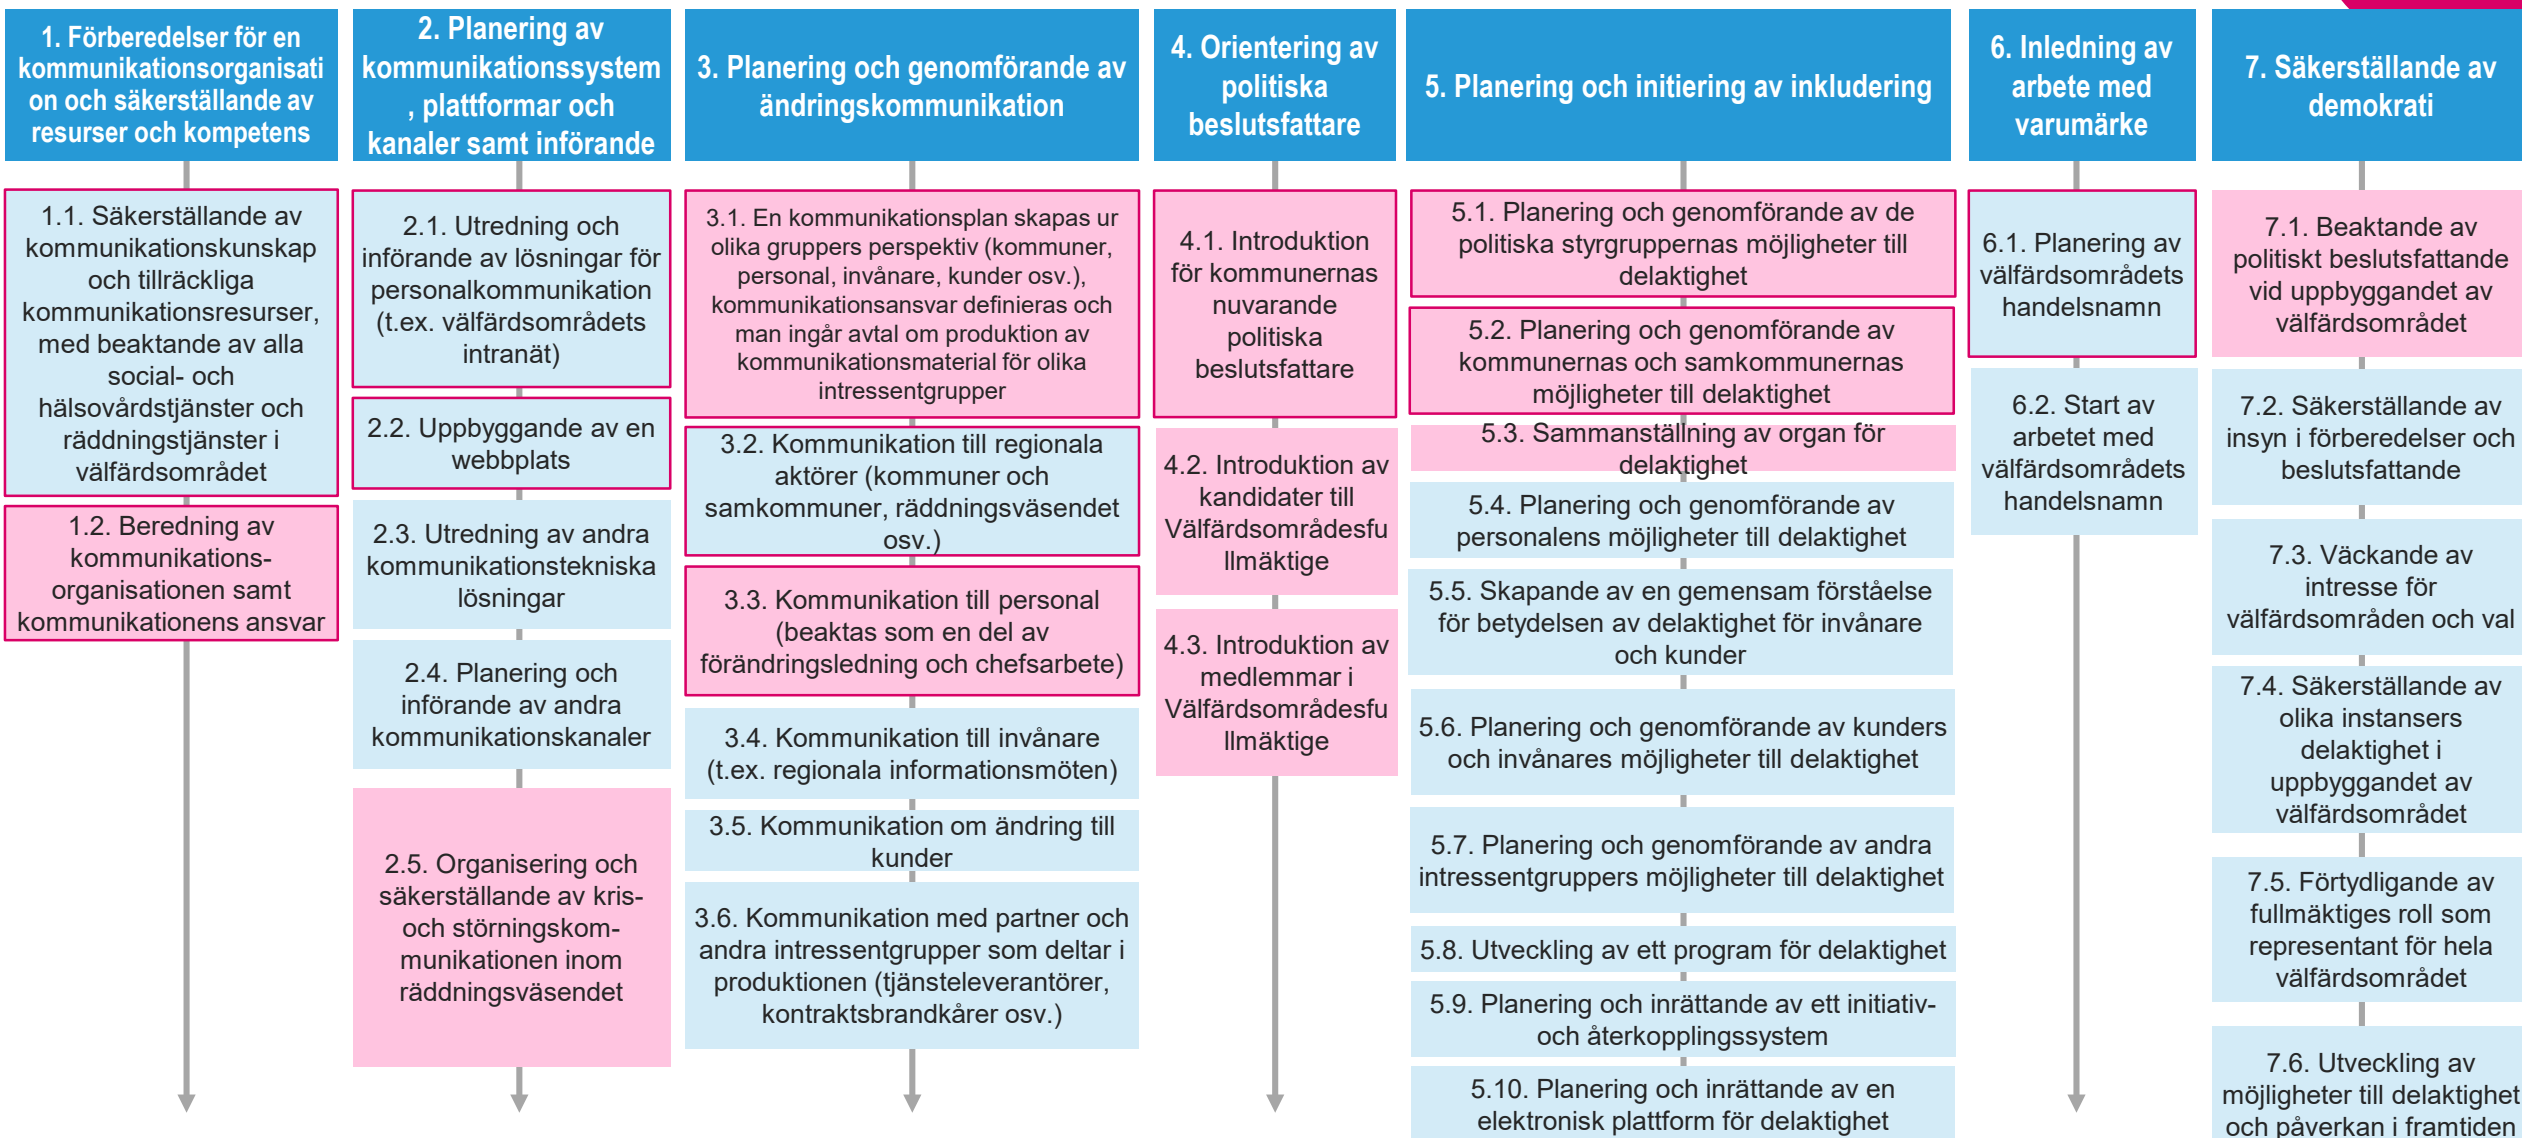 1. Förberedelser för en
kommunikationsorganisati
on och säkerställande av
resurser och kompetens
1.1. Säkerställande av
kommunikationskunskap
och tillräckliga
kommunikationsresurser,
med beaktande av alla
social- och
hälsovårdstjänster och
räddningstjänster i
välfärdsområdet
1.2. Beredning av
kommunikations-
organisationen samt
kommunikationens ansvar
2. Planering av
kommunikationssystem
, plattformar och
kanaler samt införande
2.1. Utredning och
införande av lösningar för
personalkommunikation
(t.ex. välfärdsområdets
intranät)
2.2. Uppbyggande av en
webbplats
2.3. Utredning av andra
kommunikationstekniska
lösningar
2.4. Planering och
införande av andra
kommunikationskanaler
2.5. Organisering och
säkerställande av kris-
och störningskom-
munikationen inom
räddningsväsendet
3. Planering och genomförande av
ändringskommunikation
3.1. En kommunikationsplan skapas ur
olika gruppers perspektiv (kommuner,
personal, invånare, kunder osv.),
kommunikationsansvar definieras och
man ingår avtal om produktion av
kommunikationsmaterial för olika
intressentgrupper
3.2. Kommunikation till regionala
aktörer (kommuner och
samkommuner, räddningsväsendet
osv.)
3.3. Kommunikation till personal
(beaktas som en del av
förändringsledning och chefsarbete)
3.4. Kommunikation till invånare
(t.ex. regionala informationsmöten)
3.5. Kommunikation om ändring till
kunder
3.6. Kommunikation med partner och
andra intressentgrupper som deltar i
produktionen (tjänsteleverantörer,
kontraktsbrandkårer osv.)
4. Orientering av
politiska
beslutsfattare
4.1. Introduktion
för kommunernas
nuvarande
politiska
beslutsfattare
4.2. Introduktion av
kandidater till
Välfärdsområdesfu
llmäktige
4.3. Introduktion av
medlemmar i
Välfärdsområdesfu
llmäktige
5. Planering och initiering av inkludering
5.1. Planering och genomförande av de
politiska styrgruppernas möjligheter till
delaktighet
5.2. Planering och genomförande av
kommunernas och samkommunernas
möjligheter till delaktighet
5.3. Sammanställning av organ för
delaktighet
5.4. Planering och genomförande av
personalens möjligheter till delaktighet
5.5. Skapande av en gemensam förståelse
för betydelsen av delaktighet för invånare
och kunder
5.6. Planering och genomförande av kunders
och invånares möjligheter till delaktighet
5.7. Planering och genomförande av andra
intressentgruppers möjligheter till delaktighet
5.8. Utveckling av ett program för delaktighet
5.9. Planering och inrättande av ett initiativ-
och återkopplingssystem
5.10. Planering och inrättande av en
elektronisk plattform för delaktighet
6. Inledning av
arbete med
varumärke
6.1. Planering av
välfärdsområdets
handelsnamn
6.2. Start av
arbetet med
välfärdsområdets
handelsnamn
7. Säkerställande av
demokrati
7.1. Beaktande av
politiskt beslutsfattande
vid uppbyggandet av
välfärdsområdet
7.2. Säkerställande av
insyn i förberedelser och
beslutsfattande
7.3. Väckande av
intresse för
välfärdsområden och val
7.4. Säkerställande av
olika instansers
delaktighet i
uppbyggandet av
välfärdsområdet
7.5. Förtydligande av
fullmäktiges roll som
representant för hela
välfärdsområdet
7.6. Utveckling av
möjligheter till delaktighet
och påverkan i framtiden